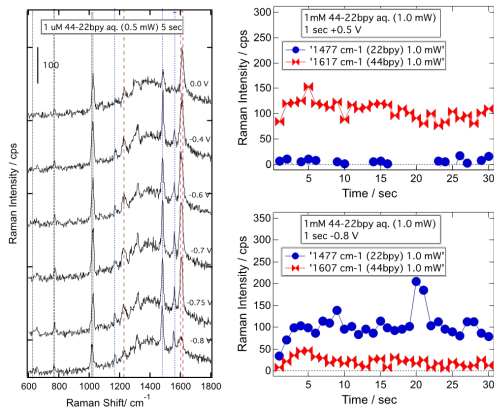 1 uM 44-22bpy aq. (0.5 mW) 5 sec
100
0.0 V
-0.4 V
-0.6 V
-0.7 V
-0.75 V
-0.8 V
Raman Intensity / cps
600 800 1000 1200 1400 1600 1800
Raman Shift/ cm-1
1mM 44-22bpy aq. (1.0 mW)
1 sec +0.5 V
"1477 cm-1 (22bpy) 1.0 mW"
"1617 cm-1 (44bpy) 1.0 mW"
300
250
200
150
100
50
0
Raman Intensity / cps
5 10 15 20 25 30
Time / sec
1mM 44-22bpy aq. (1.0 mW)
1 sec -0.8 V
"1477 cm-1 (22bpy) 1.0 mW"
"1607 cm-1 (44bpy) 1.0 mW"
350
300
250
200
150
100
50
0
Raman Intensity / cps
5 10 15 20 25 30
Time / sec